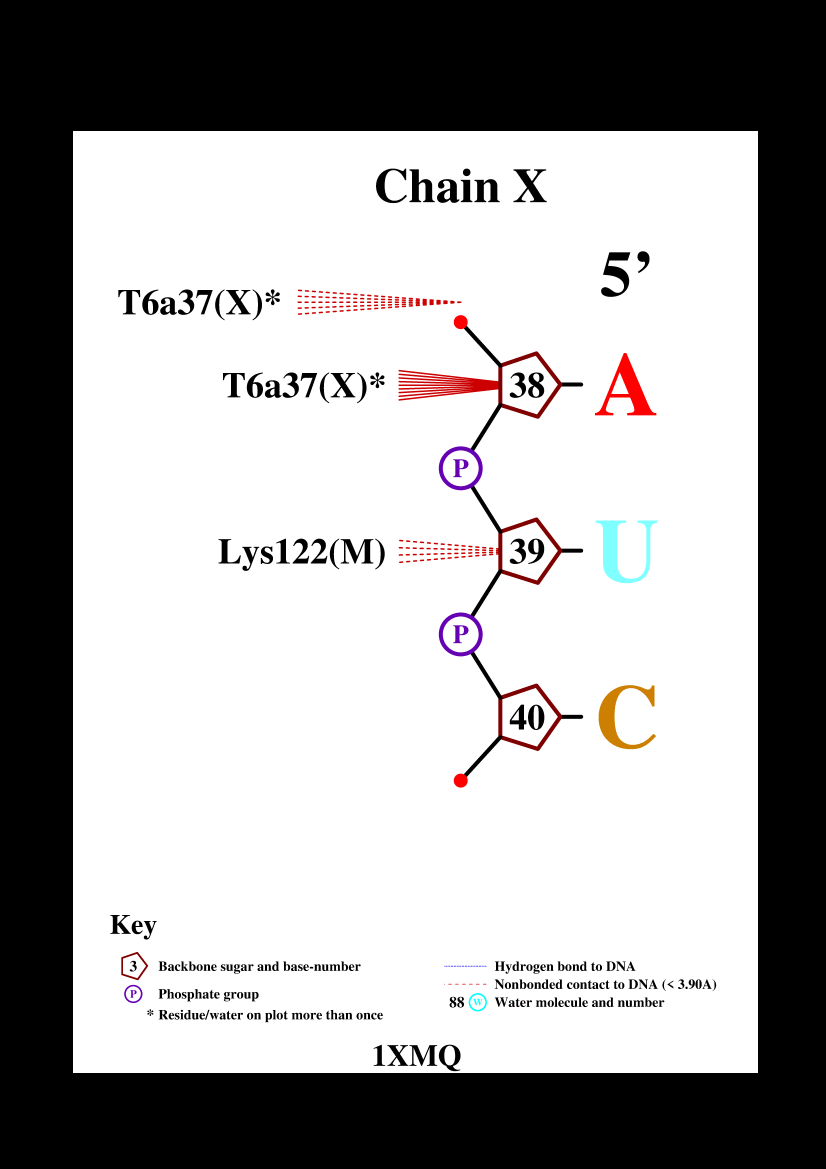 Chain X
5’
T6a37(X)*
T6a37(X)*
38
A
P
Lys122(M)
39
U
P
40
C
Key
3 Backbone sugar and base-number
P Phosphate group
* Residue/water on plot more than once
Hydrogen bond to DNA
Nonbonded contact to DNA (< 3.90A)
88 W Water molecule and number
1XMQ